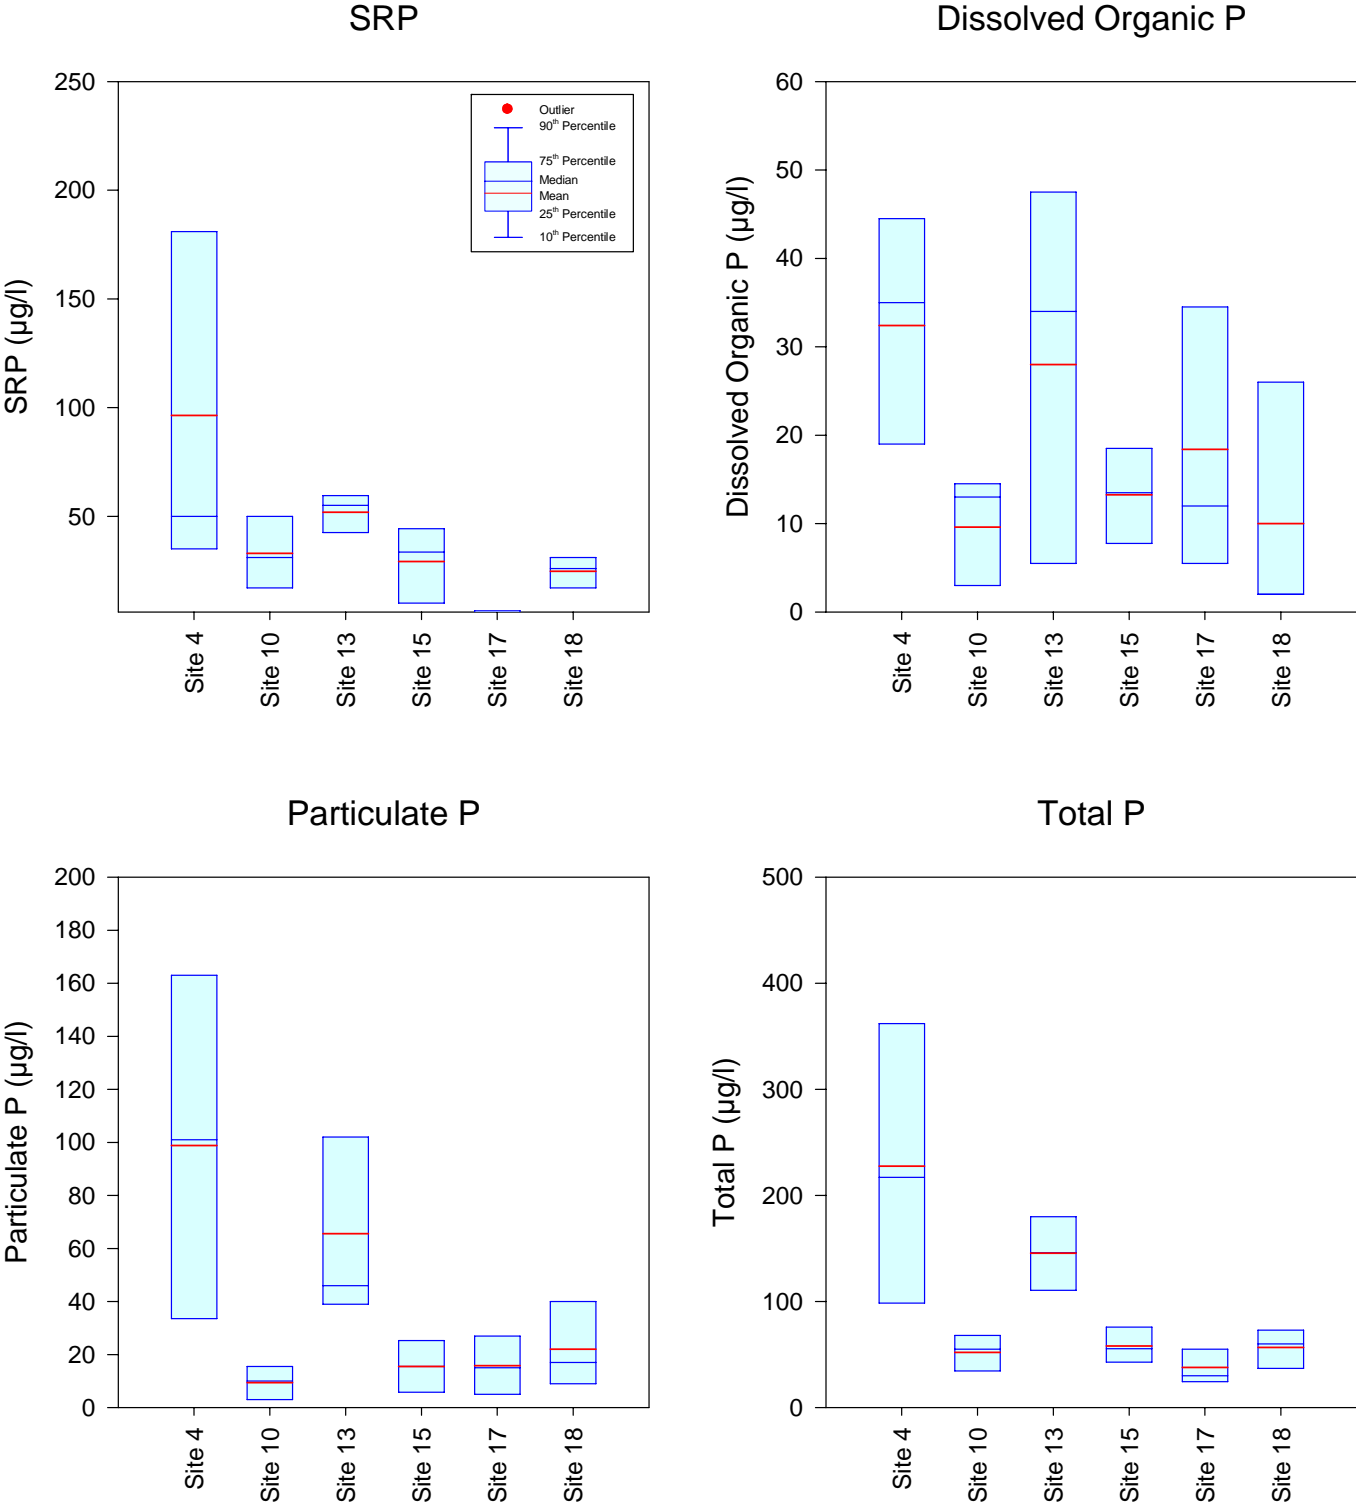 SRP
Dissolved Organic P
SRP (µg/l)
250
200
150
100
50
Outlier
90th Percentile
75th Percentile
Median
Mean
25th Percentile
10th Percentile
Site 4
Site 10
Site 13
Site 15
Site 17
Site 18
Dissolved Organic P (µg/l)
60
50
40
30
20
10
0
Site 4
Site 10
Site 13
Site 15
Site 17
Site 18
Particulate P
Total P
Particulate P (µg/l)
200
180
160
140
120
100
80
60
40
20
0
Site 4
Site 10
Site 13
Site 15
Site 17
Site 18
Total P (µg/l)
500
400
300
200
100
0
Site 4
Site 10
Site 13
Site 15
Site 17
Site 18